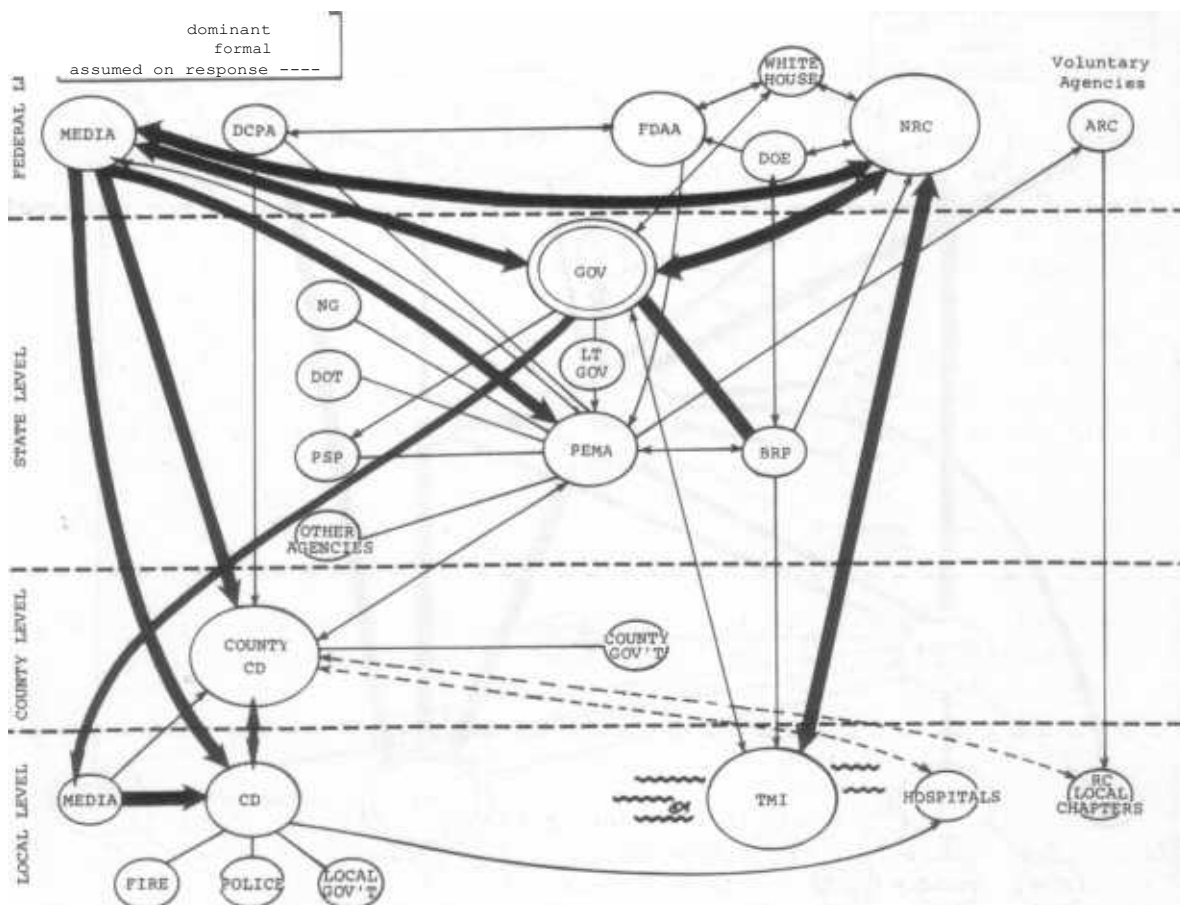 dominant
formal
assumed on response ----
Voluntary
Agencies
FEDERAL
MEDIA
DCPA
FDAA
WHITE
HOUSE
DOE
NRC
ARC
STATE LEVEL
GOV
NG
LT
GOV
DOT
PSP
PEMA
BRP
OTHER
AGENCIES
COUNTY LEVEL
COUNTY
CD
COUNTY
GOV'T
LOCAL LEVEL
MEDIA
CD
TMI
HOSPITALS
RC
LOCAL
CHAPTERS
FIRE
POLICE
LOCAL
GOV'T